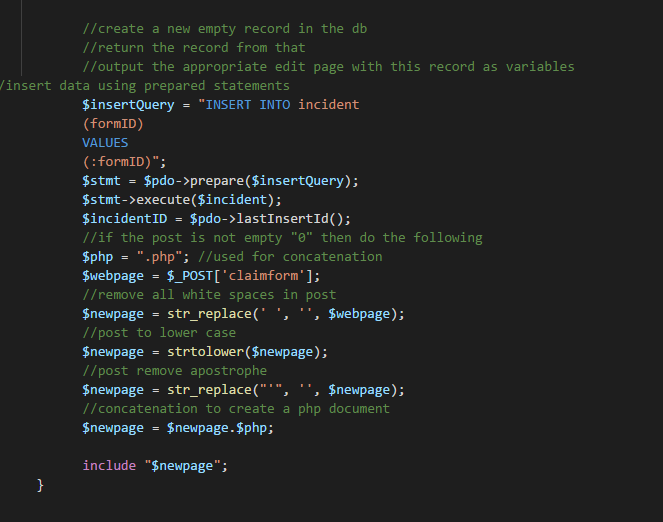 //create a new empty record in the db
//return the record from that
//output the appropriate edit page with this record as variables
/insert data using prepared statements
$insertQuery = "INSERT INTO incident
(formID)
VALUES
(:formID)";
$stmt = $pdo->prepare($insertQuery);
$stmt->execute($incident);
$incidentID = $pdo->lastInsertId();
//if the post is not empty "0" then do the following
$php = ".php"; //used for concatenation
$webpage = $_POST['claimform'];
//remove all white spaces in post
$newpage = str_replace(' ', '', $webpage);
//post to lower case
$newpage = strtolower($newpage);
//post remove apostrophe
$newpage = str_replace("'", '', $newpage);
//concatenation to create a php document
$newpage = $newpage.$php;
include "$newpage";
}